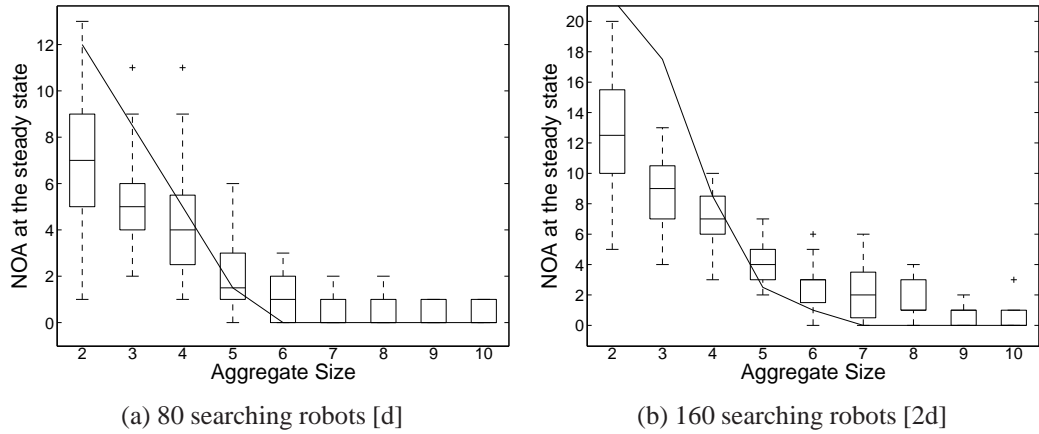 NOA at the steady state
12
10
8
6
4
2
0
2 3 4 5 6 7 8 9 10
Aggregate Size
(a) 80 searching robots [d]
NOA at the steady state
20
18
16
14
12
10
8
6
4
2
0
2 3 4 5 6 7 8 9 10
Aggregate Size
(b) 160 searching robots [2d]